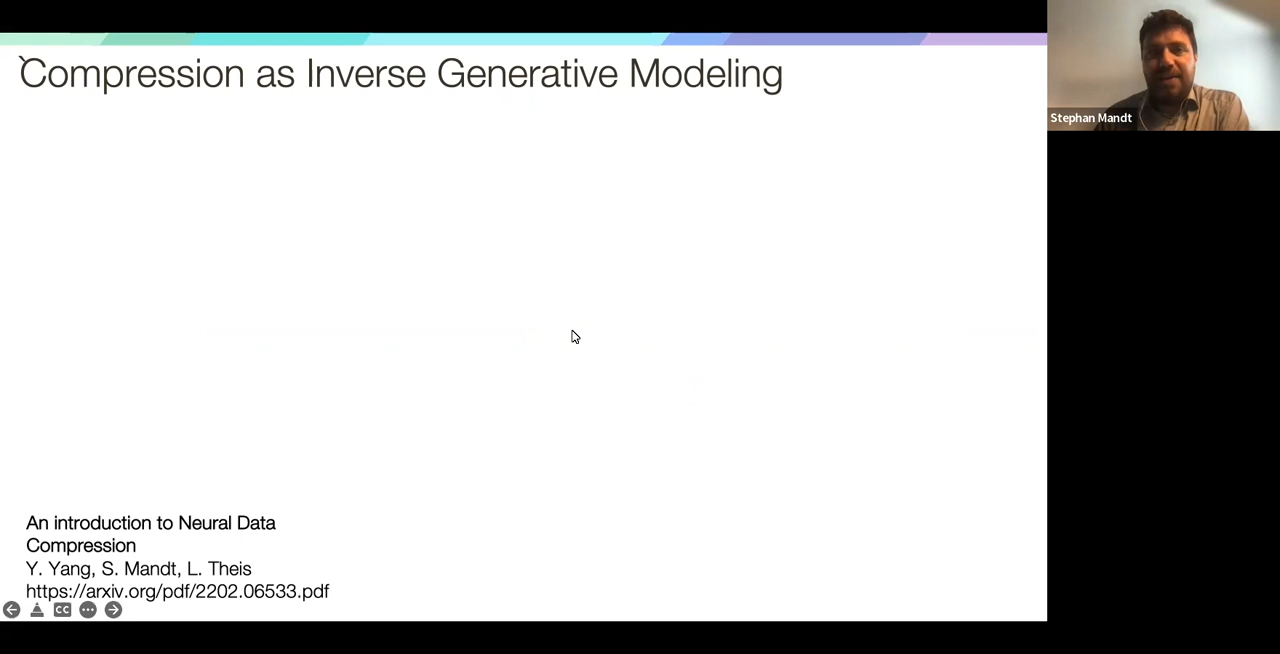 `Compression as Inverse Generative Modeling
Stephan Mandt
An introduction to Neural Data
Compression
Y. Yang, S. Mandt, L. Theis
https://arxiv.org/pdf/2202.06533.pdf
CC